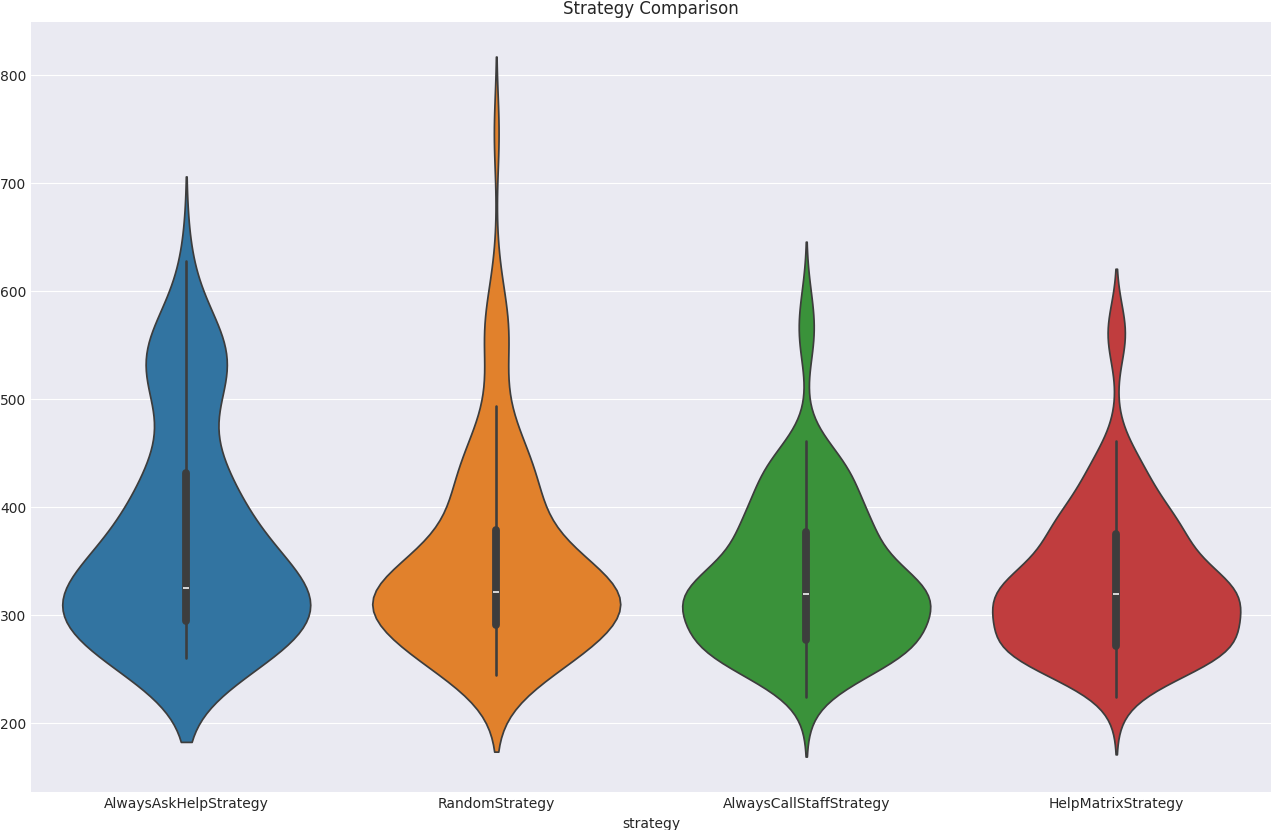 Strategy Comparison
800
700
600
500
400
300
200
AlwaysAskHelpStrategy RandomStrategy AlwaysCallStaffStrategy HelpMatrixStrategy
strategy